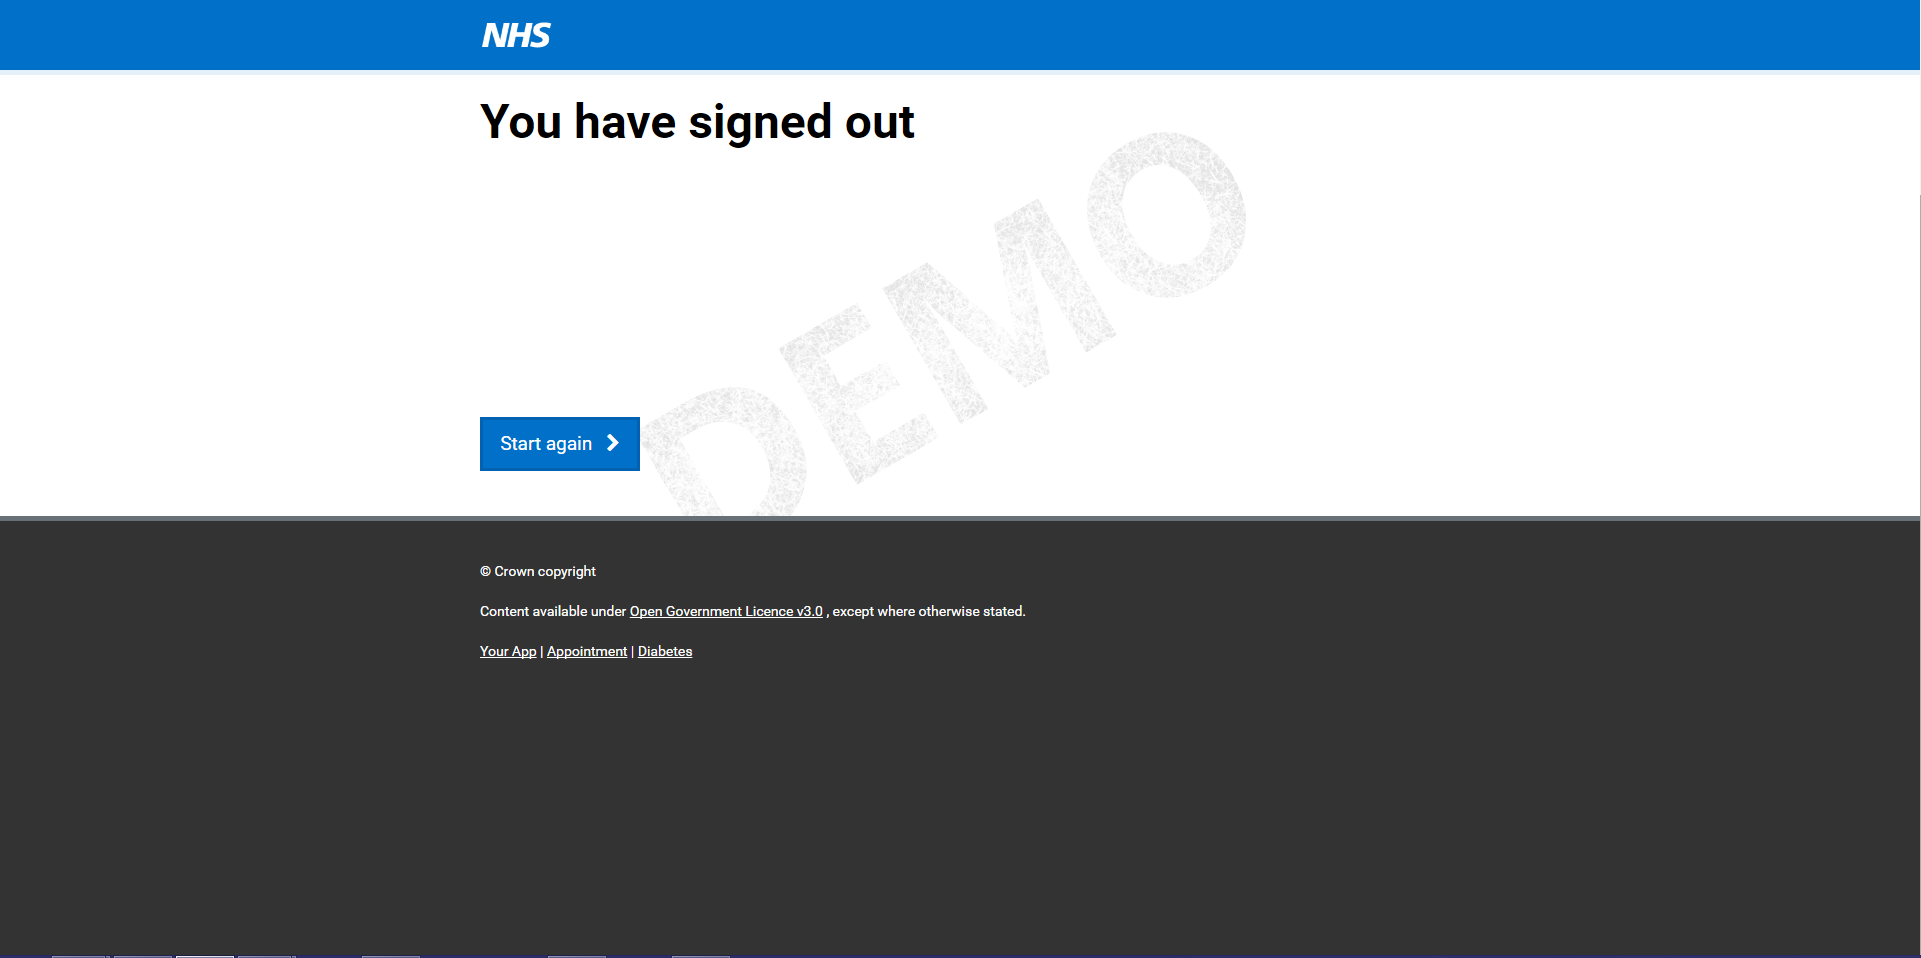 NHS
You have signed out
DEMO
Start again
© Crown copyright
Content available under Open Government Licence v3.0 , except where otherwise stated.
Your App | Appointment | Diabetes